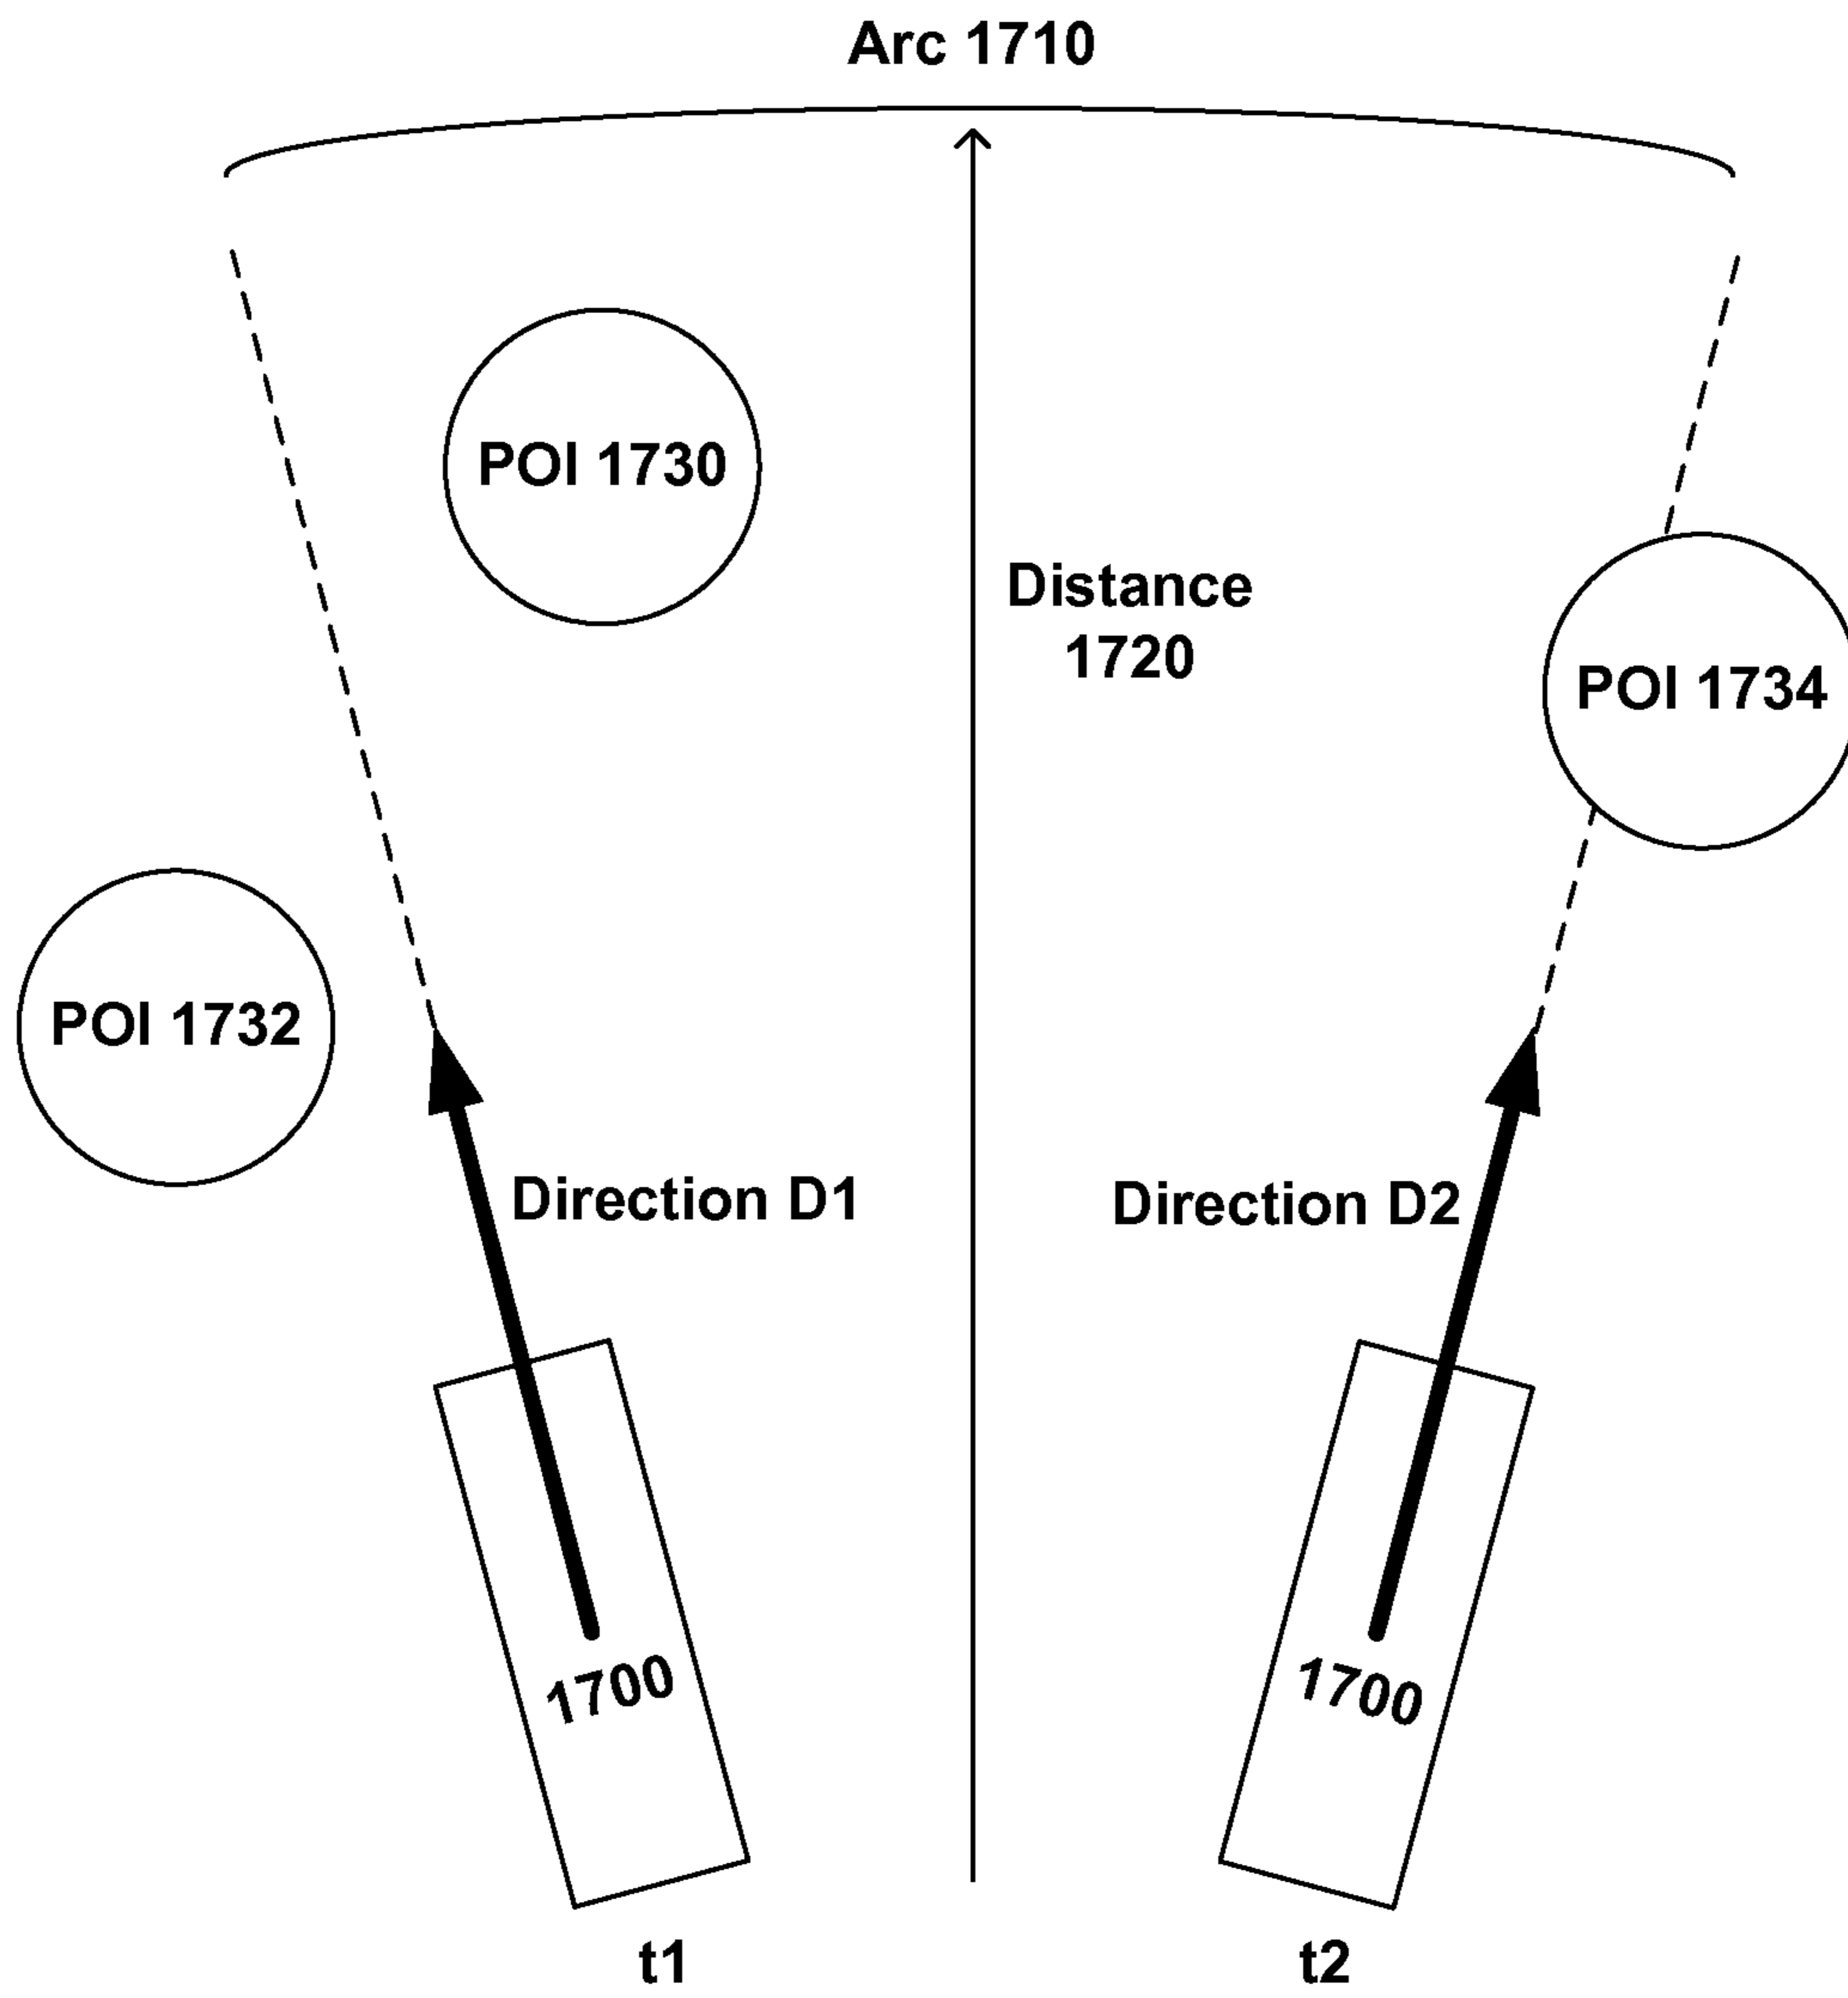 Arc 1710
POI 1730
Distance
1720
POI 1734
POI 1732
Direction D1
Direction D2
1700
1700
t1
t2